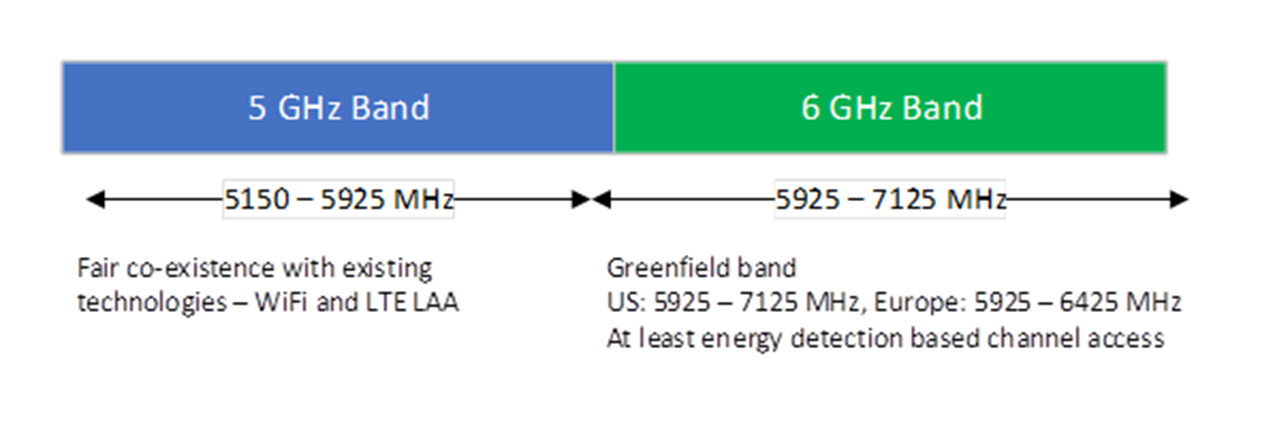 5 GHz Band
6 GHz Band
5150 – 5925 MHz
5925 – 7125 MHz
Fair co-existence with existing
technologies – WiFi and LTE LAA
Greenfield band
US: 5925 – 7125 MHz, Europe: 5925 – 6425 MHz
At least energy detection based channel access